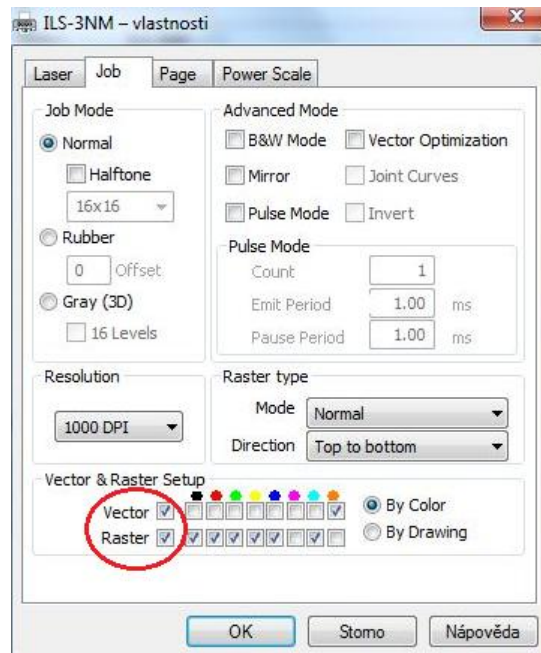 ILS-3NM – vlastnosti
Laser Job Page Power Scale
Job Mode
Normal
Halftone
16x16
Rubber
0 Offset
Gray (3D)
16 Levels
Advanced Mode
B&W Mode Vector Optimization
Mirror Joint Curves
Pulse Mode Invert
Pulse Mode
Count 1
Emit Period 1.00 ms
Pause Period 1.00 ms
Resolution
1000 DPI
Raster type
Mode Normal
Direction Top to bottom
Vector & Raster Setup
Vector
Raster
By Color
By Drawing
OK Storno Nápověda